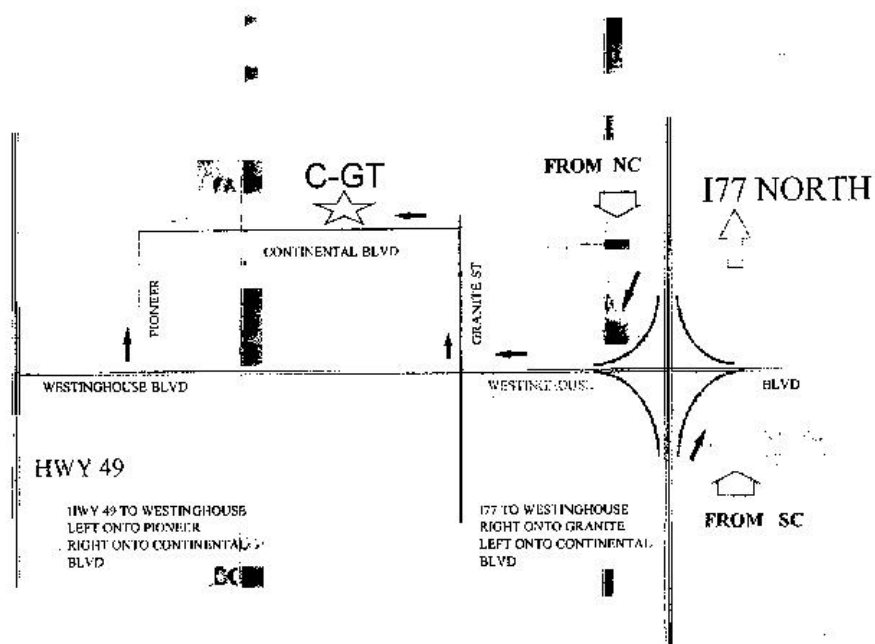 C-GT
FROM NC
I77 NORTH
CONTINENTAL BLVD
PIONEER
GRANITE ST
WESTINGHOUSE BLVD
WESTINGHOUSE
BLVD
HWY 49
FROM SC
HWY 49 TO WESTINGHOUSE
LEFT ONTO PIONEER
RIGHT ONTO CONTINENTAL
BLVD
I77 TO WESTINGHOUSE
RIGHT ONTO GRANITE
LEFT ONTO CONTINENTAL
BLVD